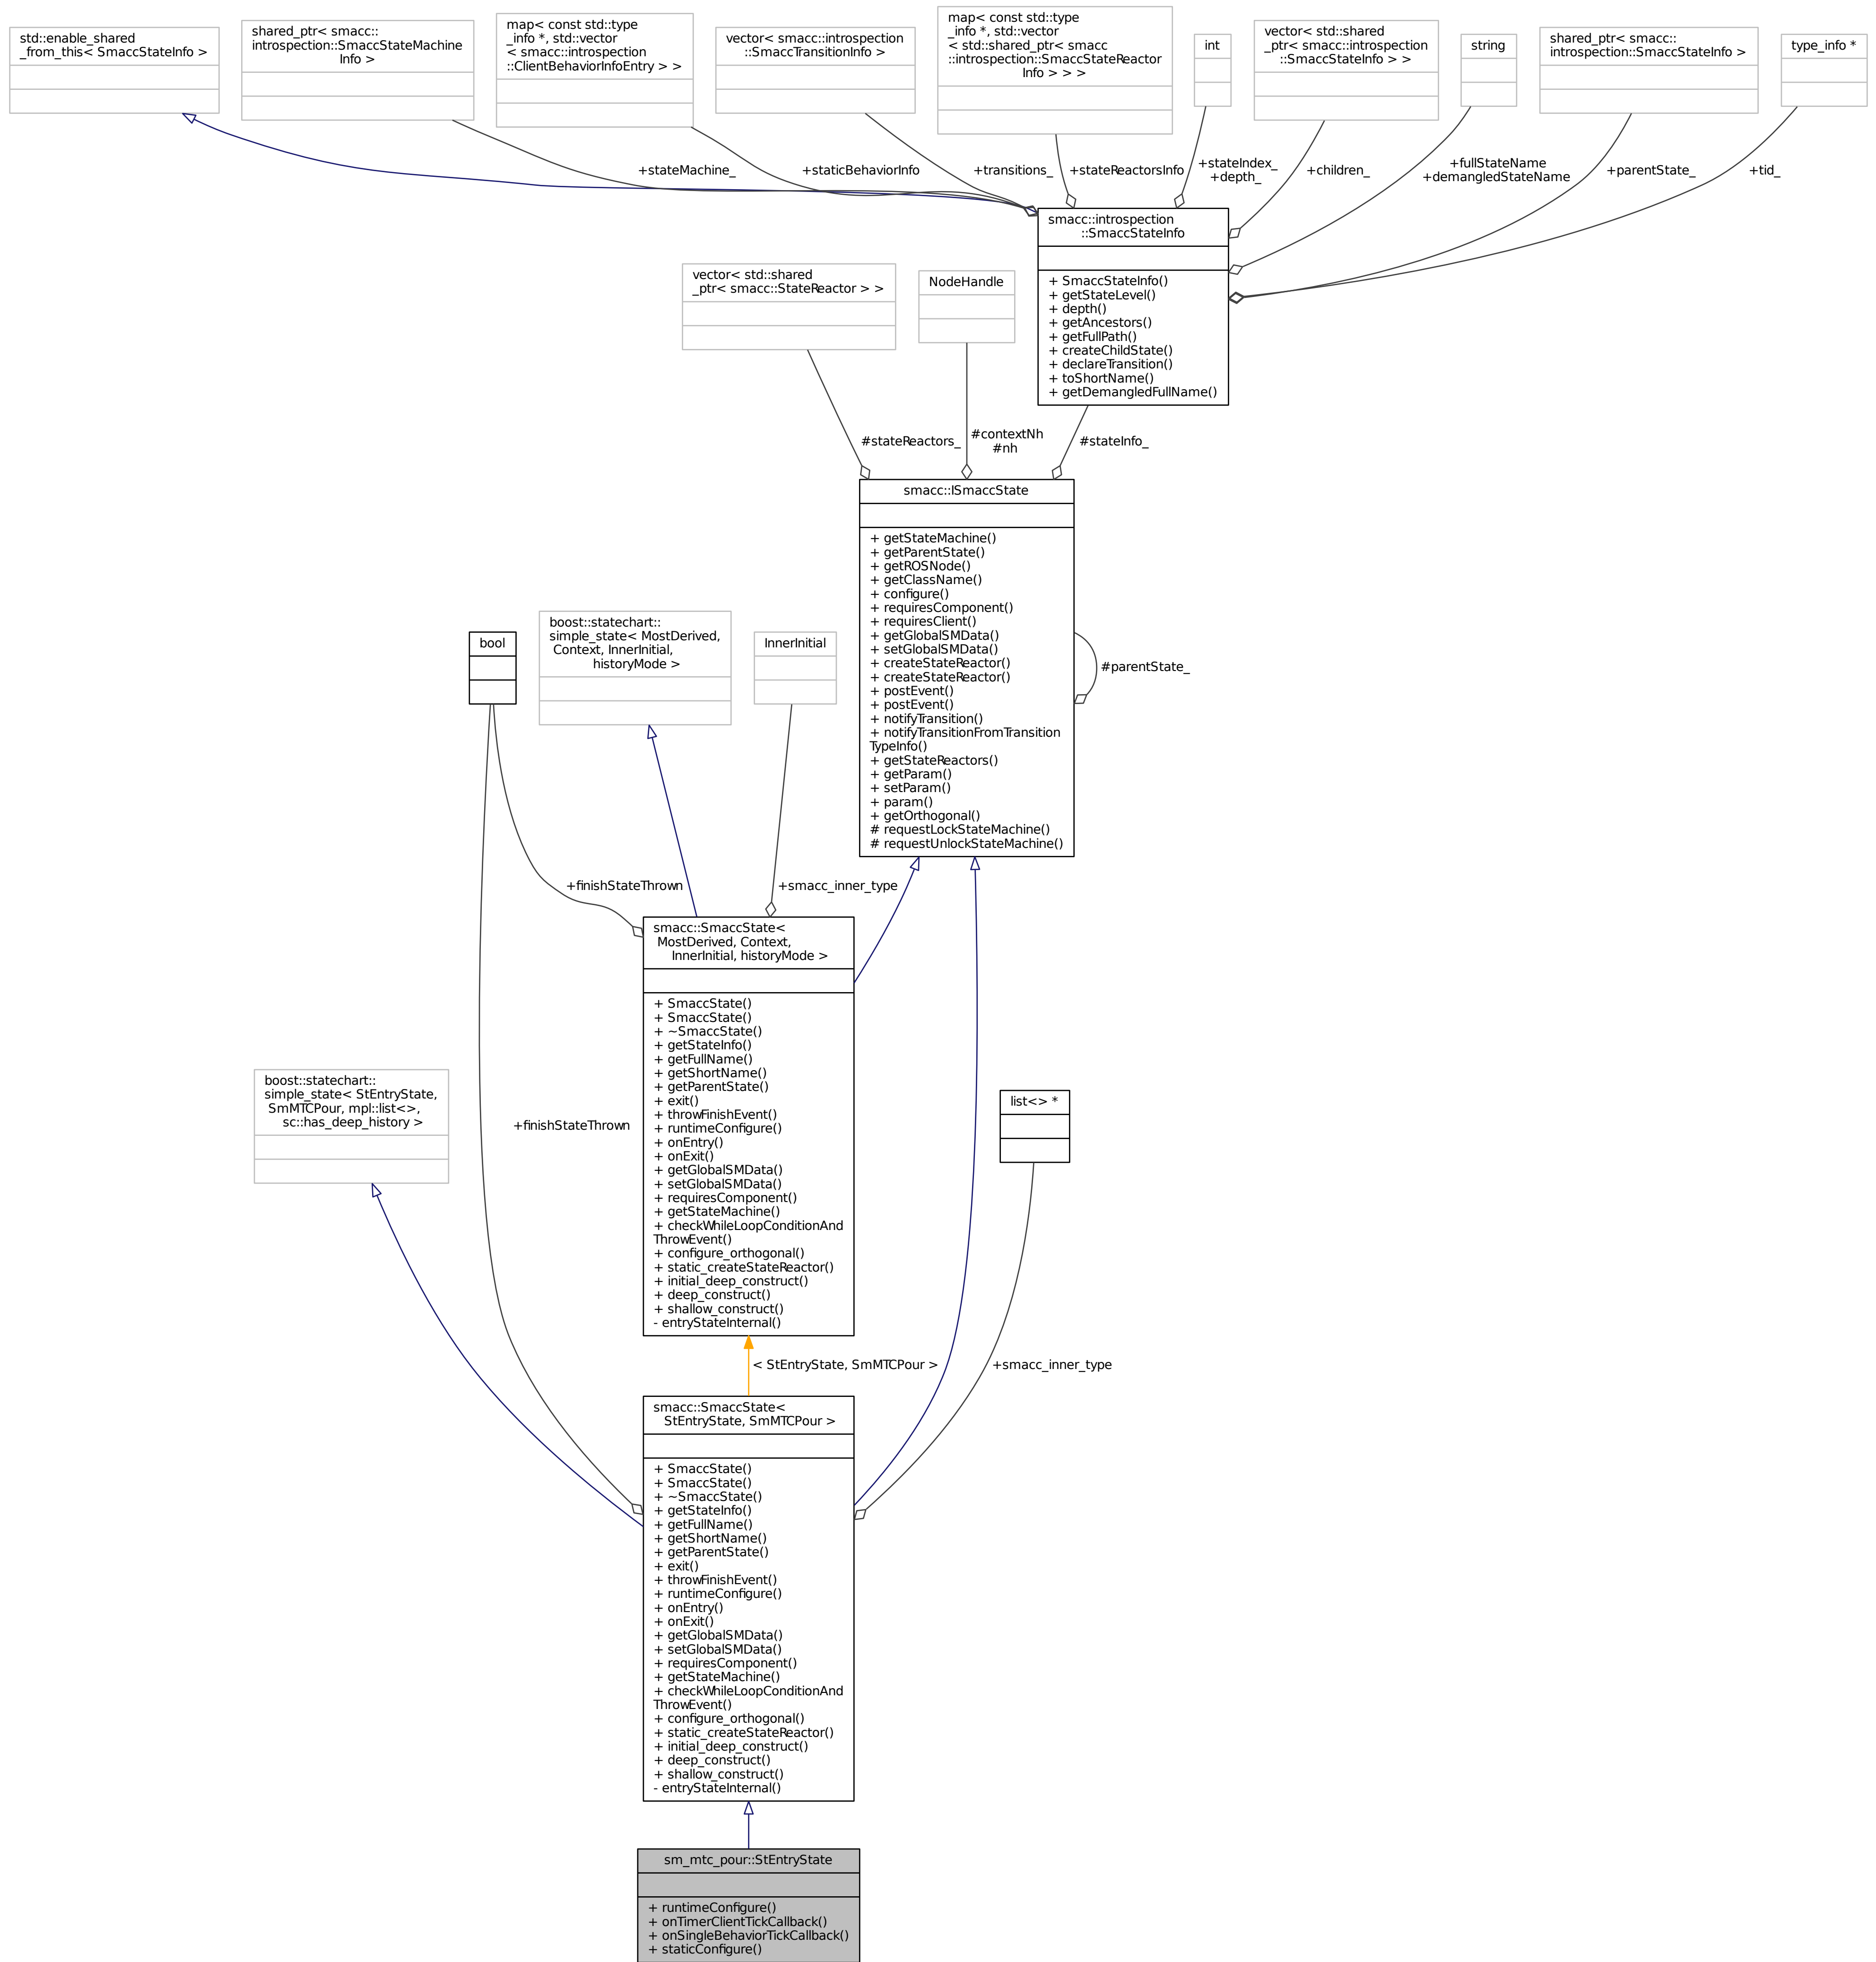 std::enable_shared
_from_this< SmaccStateInfo >
shared_ptr< smacc::
introspection::SmaccStateMachine
Info >
map< const std::type
_info *, std::vector
< smacc::introspection
::ClientBehaviorInfoEntry > >
vector< smacc::introspection
::SmaccTransitionInfo >
map< const std::type
_info *, std::vector
< std::shared_ptr< smacc
::introspection::SmaccStateReactor
Info > > >
int
vector< std::shared
_ptr< smacc::introspection
::SmaccStateInfo > >
string
shared_ptr< smacc::
introspection::SmaccStateInfo >
type_info *
+stateMachine_
+staticBehaviorInfo
+transitions_
+stateReactorsInfo
+stateIndex_
+depth_
+children_
+fullStateName
+demangledStateName
+parentState_
+tid_
smacc::introspection
::SmaccStateInfo
+ SmaccStateInfo()
+ getStateLevel()
+ depth()
+ getAncestors()
+ getFullPath()
+ createChildState()
+ declareTransition()
+ toShortName()
+ getDemangledFullName()
vector< std::shared
_ptr< smacc::StateReactor > >
NodeHandle
#stateReactors_
#contextNh
#nh
#stateInfo_
smacc::ISmaccState
+ getStateMachine()
+ getParentState()
+ getROSNode()
+ getClassName()
+ configure()
+ requiresComponent()
+ requiresClient()
+ getGlobalSMData()
+ setGlobalSMData()
+ createStateReactor()
+ createStateReactor()
+ postEvent()
+ postEvent()
+ notifyTransition()
+ notifyTransitionFromTransition
TypeInfo()
+ getStateReactors()
+ getParam()
+ setParam()
+ param()
+ getOrthogonal()
# requestLockStateMachine()
# requestUnlockStateMachine()
#parentState_
bool
boost::statechart::
simple_state< MostDerived,
Context, InnerInitial,
historyMode >
InnerInitial
+finishStateThrown
+smacc_inner_type
smacc::SmaccState<
MostDerived, Context,
InnerInitial, historyMode >
+ SmaccState()
+ SmaccState()
+ ~SmaccState()
+ getStateInfo()
+ getFullName()
+ getShortName()
+ getParentState()
+ exit()
+ throwFinishEvent()
+ runtimeConfigure()
+ onEntry()
+ onExit()
+ getGlobalSMData()
+ setGlobalSMData()
+ requiresComponent()
+ getStateMachine()
+ checkWhileLoopConditionAnd
ThrowEvent()
+ configure_orthogonal()
+ static_createStateReactor()
+ initial_deep_construct()
+ deep_construct()
+ shallow_construct()
- entryStateInternal()
boost::statechart::
simple_state< StEntryState,
SmMTCPour, mpl::list<>,
sc::has_deep_history >
+finishStateThrown
list<> *
< StEntryState, SmMTCPour >
+smacc_inner_type
smacc::SmaccState<
StEntryState, SmMTCPour >
+ SmaccState()
+ SmaccState()
+ ~SmaccState()
+ getStateInfo()
+ getFullName()
+ getShortName()
+ getParentState()
+ exit()
+ throwFinishEvent()
+ runtimeConfigure()
+ onEntry()
+ onExit()
+ getGlobalSMData()
+ setGlobalSMData()
+ requiresComponent()
+ getStateMachine()
+ checkWhileLoopConditionAnd
ThrowEvent()
+ configure_orthogonal()
+ static_createStateReactor()
+ initial_deep_construct()
+ deep_construct()
+ shallow_construct()
- entryStateInternal()
sm_mtc_pour::StEntryState
+ runtimeConfigure()
+ onTimerClientTickCallback()
+ onSingleBehaviorTickCallback()
+ staticConfigure()